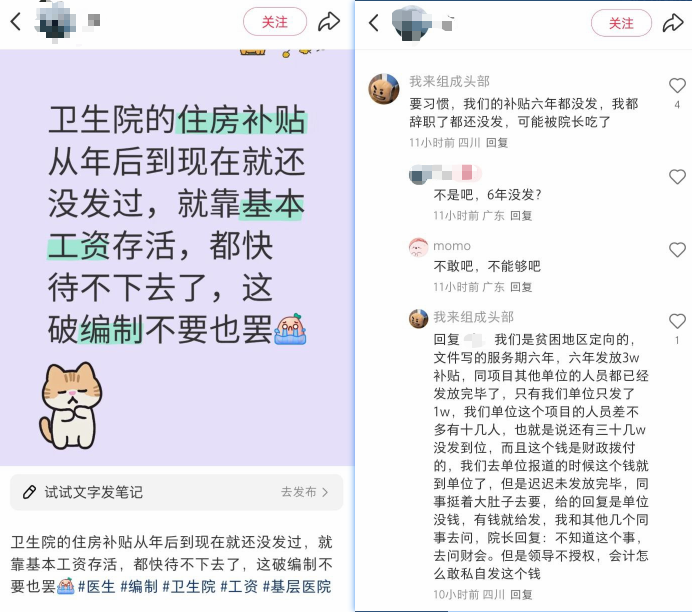 关注
卫生院的住房补贴
从年后到现在就还
没发过，就靠基本
工资存活，都快
待不下去了，这
破编制不要也罢
试试文字发笔记
去发布 >
卫生院的住房补贴从年后到现在就还没发过，就
靠基本工资存活，都快待不下去了，这破编制不
要也罢 #医生 #编制 #卫生院 #工资 #基层医院
关注
我来组成头部
要习惯，我们的补贴六年都没发，我都
辞职了都还没发，可能被院长吃了
11小时前 四川 回复
4
不是吧，6年没发?
11小时前 广东 回复
momo
不敢吧，不能够吧
11小时前 广东 回复
我来组成头部
1
回复 我们是贫困地区定向的，
文件写的服务期六年，六年发放3w
补贴，同项目其他单位的人员都已经
发放完毕了，只有我们单位只发了
1w，我们单位这个项目的人员差不
多有十几人，也就是说还有三十几w
没发到位，而且这个钱是财政拨付
的，我们去单位报道的时候这个钱就
到单位了，但是迟迟未发放完毕，同
事挺着大肚子去要，给的回复是单位
没钱，有钱就给发，我和其他几个同
事去问，院长回复：不知道这个事，
去问财会。但是领导不授权，会计怎
么敢私自发这个钱
10小时前 四川 回复